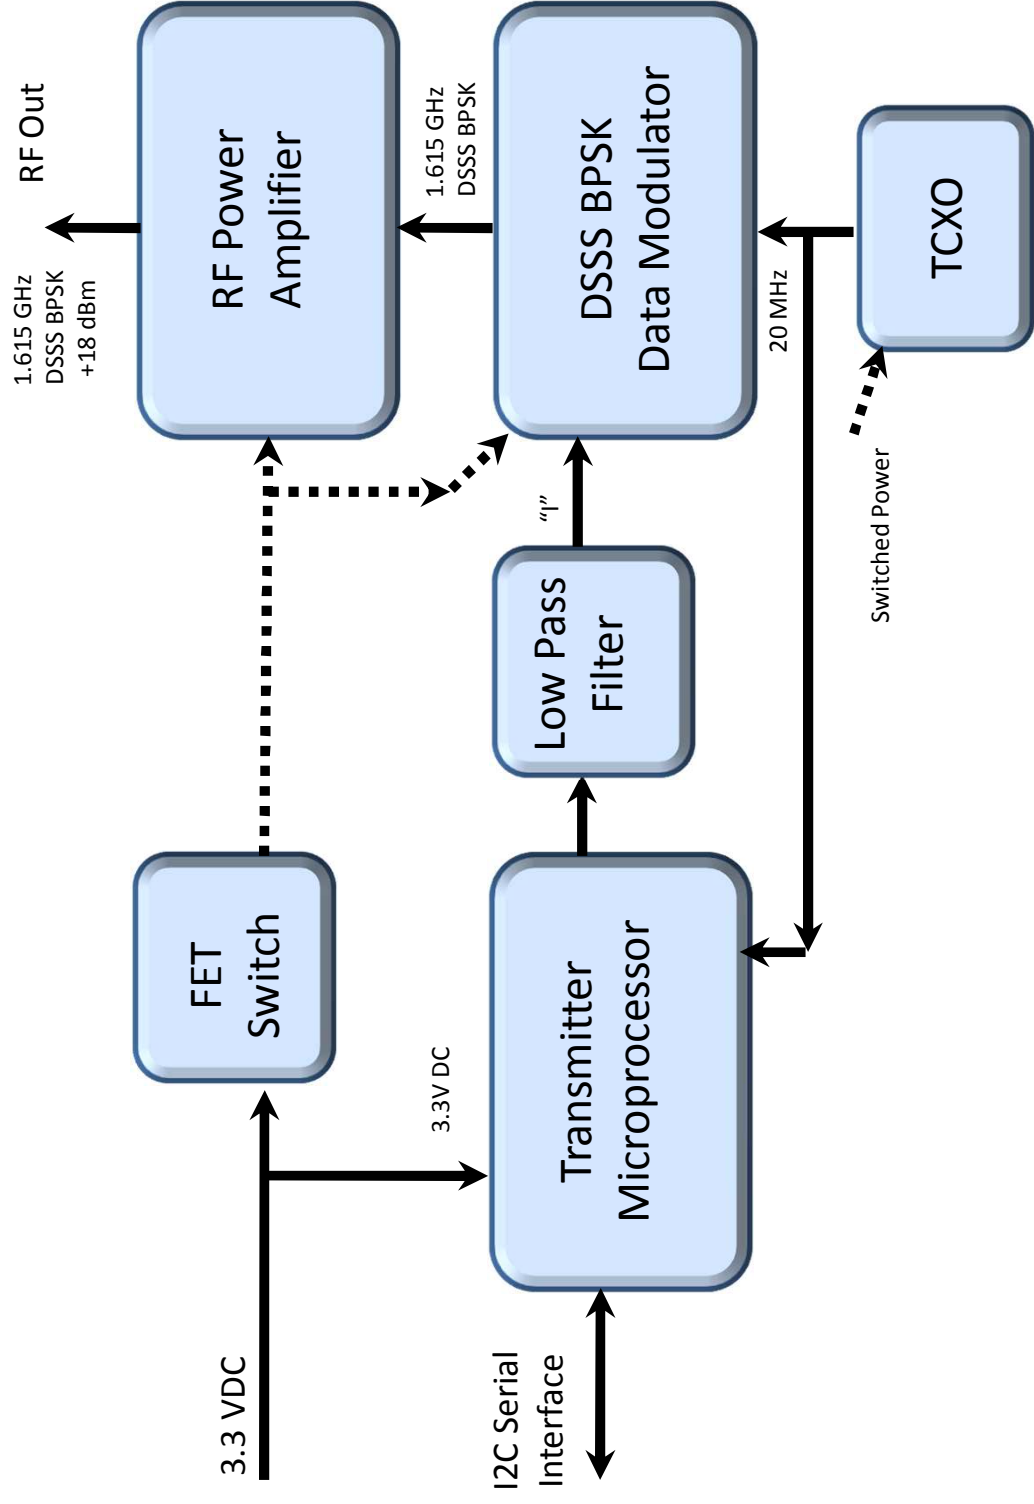 3.3 VDC
FET
Switch
RF Power
Amplifier
1.615 GHz
DSSS BPSK
+18 dBm
RF Out
3.3V DC
1.615 GHz
DSSS BPSK
I2C Serial
Interface
Transmitter
Microprocessor
Low Pass
Filter
“I”
DSSS BPSK
Data Modulator
20 MHz
Switched Power
TCXO